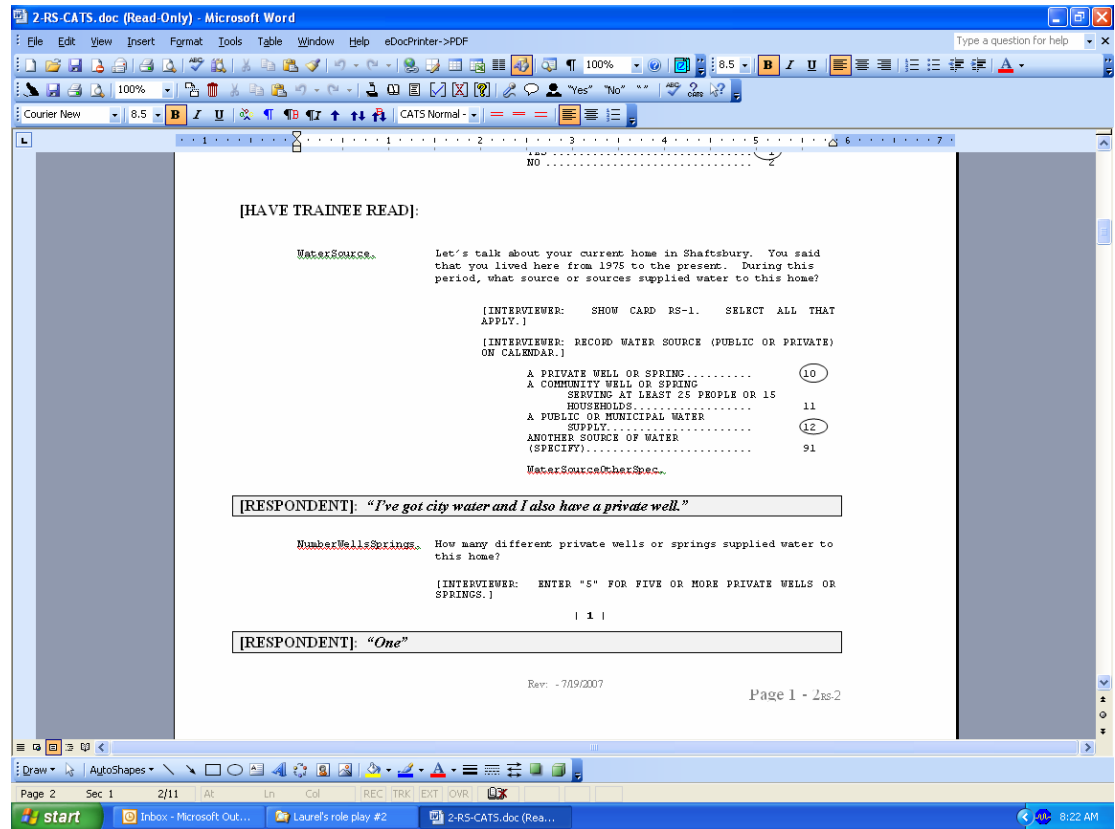 2-RS-CATS.doc (Read-Only) - Microsoft Word
File Edit View Insert Format Tools Table Window Help eDocPrinter->PDF Type a question for help
100% 8.5 B I U A
100% "Yes" "No" ""
Courier New 8.5 B I U CATS Normal -
1 1 2 3 4 5 6 7
NO .............................. 2
[HAVE TRAINEE READ]:
WaterSource. Let's talk about your current home in Shaftsbury. You said
that you lived here from 1975 to the present. During this
period, what source or sources supplied water to this home?
[INTERVIEWER: SHOW CARD RS-1. SELECT ALL THAT
APPLY.]
[INTERVIEWER: RECORD WATER SOURCE (PUBLIC OR PRIVATE)
ON CALENDAR.]
A PRIVATE WELL OR SPRING.......... 10
A COMMUNITY WELL OR SPRING
SERVING AT LEAST 25 PEOPLE OR 15
HOUSEHOLDS.................. 11
A PUBLIC OR MUNICIPAL WATER
SUPPLY...................... 12
ANOTHER SOURCE OF WATER
(SPECIFY)......................... 91
WaterSourceOtherSpec.
[RESPONDENT]: "I've got city water and I also have a private well."
NumberWellsSprings. How many different private wells or springs supplied water to
this home?
[INTERVIEWER: ENTER "5" FOR FIVE OR MORE PRIVATE WELLS OR
SPRINGS.]
| 1 |
[RESPONDENT]: "One"
Rev: - 7/19/2007
Page 1 - 2RS-2
Draw AutoShapes A
Page 2 Sec 1 2/11 At Ln Col REC TRK EXT OVR
start Inbox - Microsoft Out... Laurel's role play #2 2-RS-CATS.doc (Rea... 8:22 AM